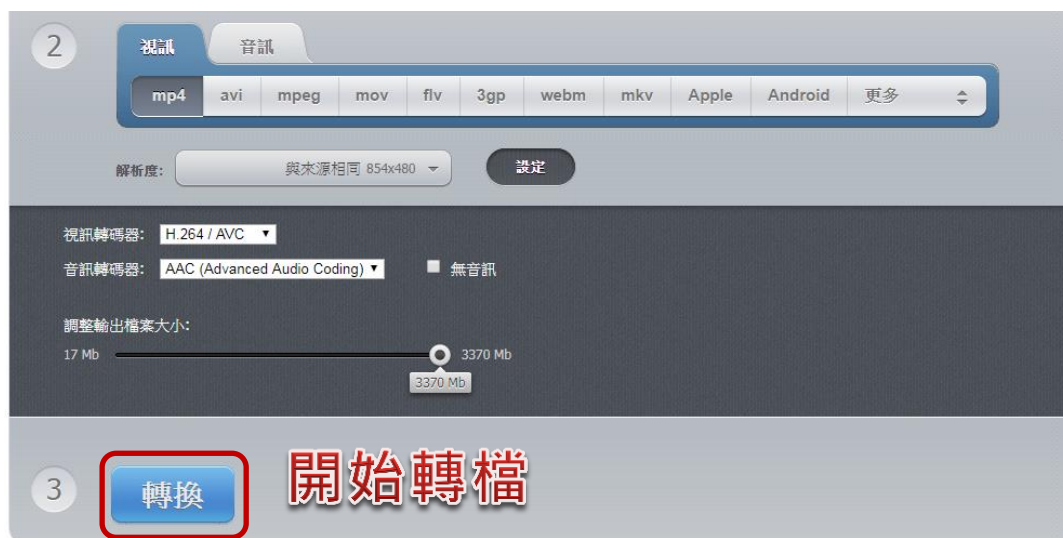 2
視訊 音訊
mp4 avi mpeg mov flv 3gp webm mkv Apple Android 更多
解析度: 與來源相同 854x480 設定
視訊轉碼器: H.264 / AVC
音訊轉碼器: AAC (Advanced Audio Coding) 無音訊
調整輸出檔案大小:
17 Mb 3370 Mb
3370 Mb
3 轉換 開始轉檔